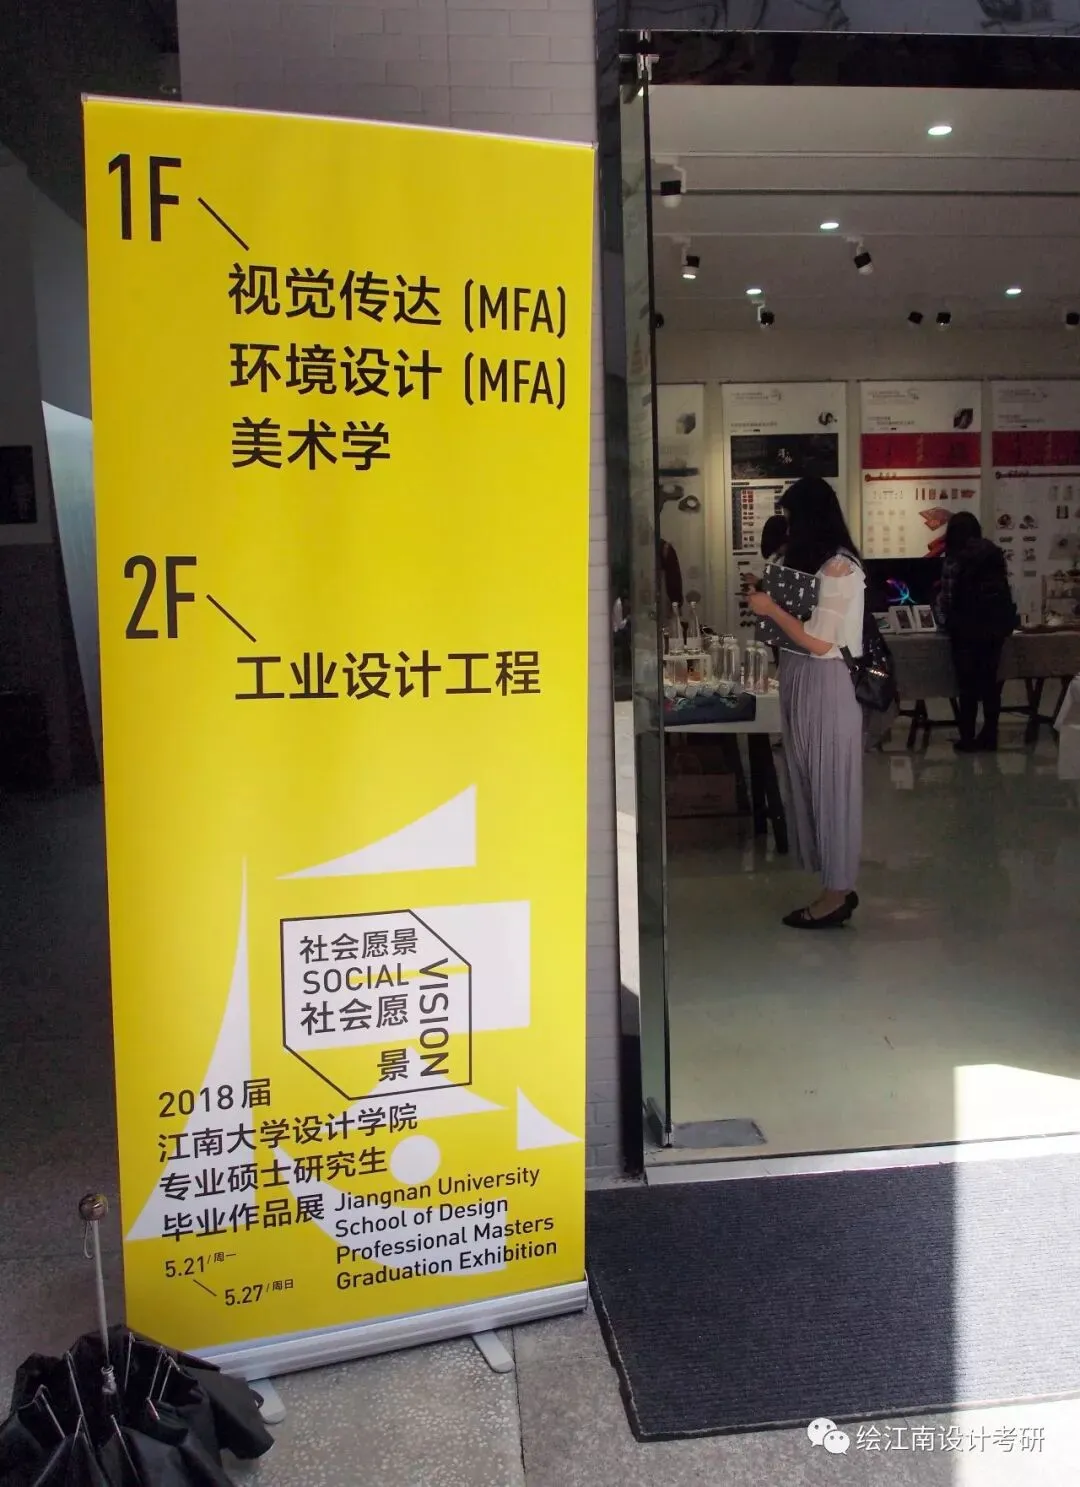 1F
视觉传达 (MFA)
环境设计 (MFA)
美术学
2F
工业设计工程
社会愿景
SOCIAL
VISION
社会愿
景
2018届
江南大学设计学院
专业硕士研究生
毕业作品展
Jiangnan University
School of Design
Professional Masters
Graduation Exhibition
5.21/周一
5.27/周日
绘江南设计考研